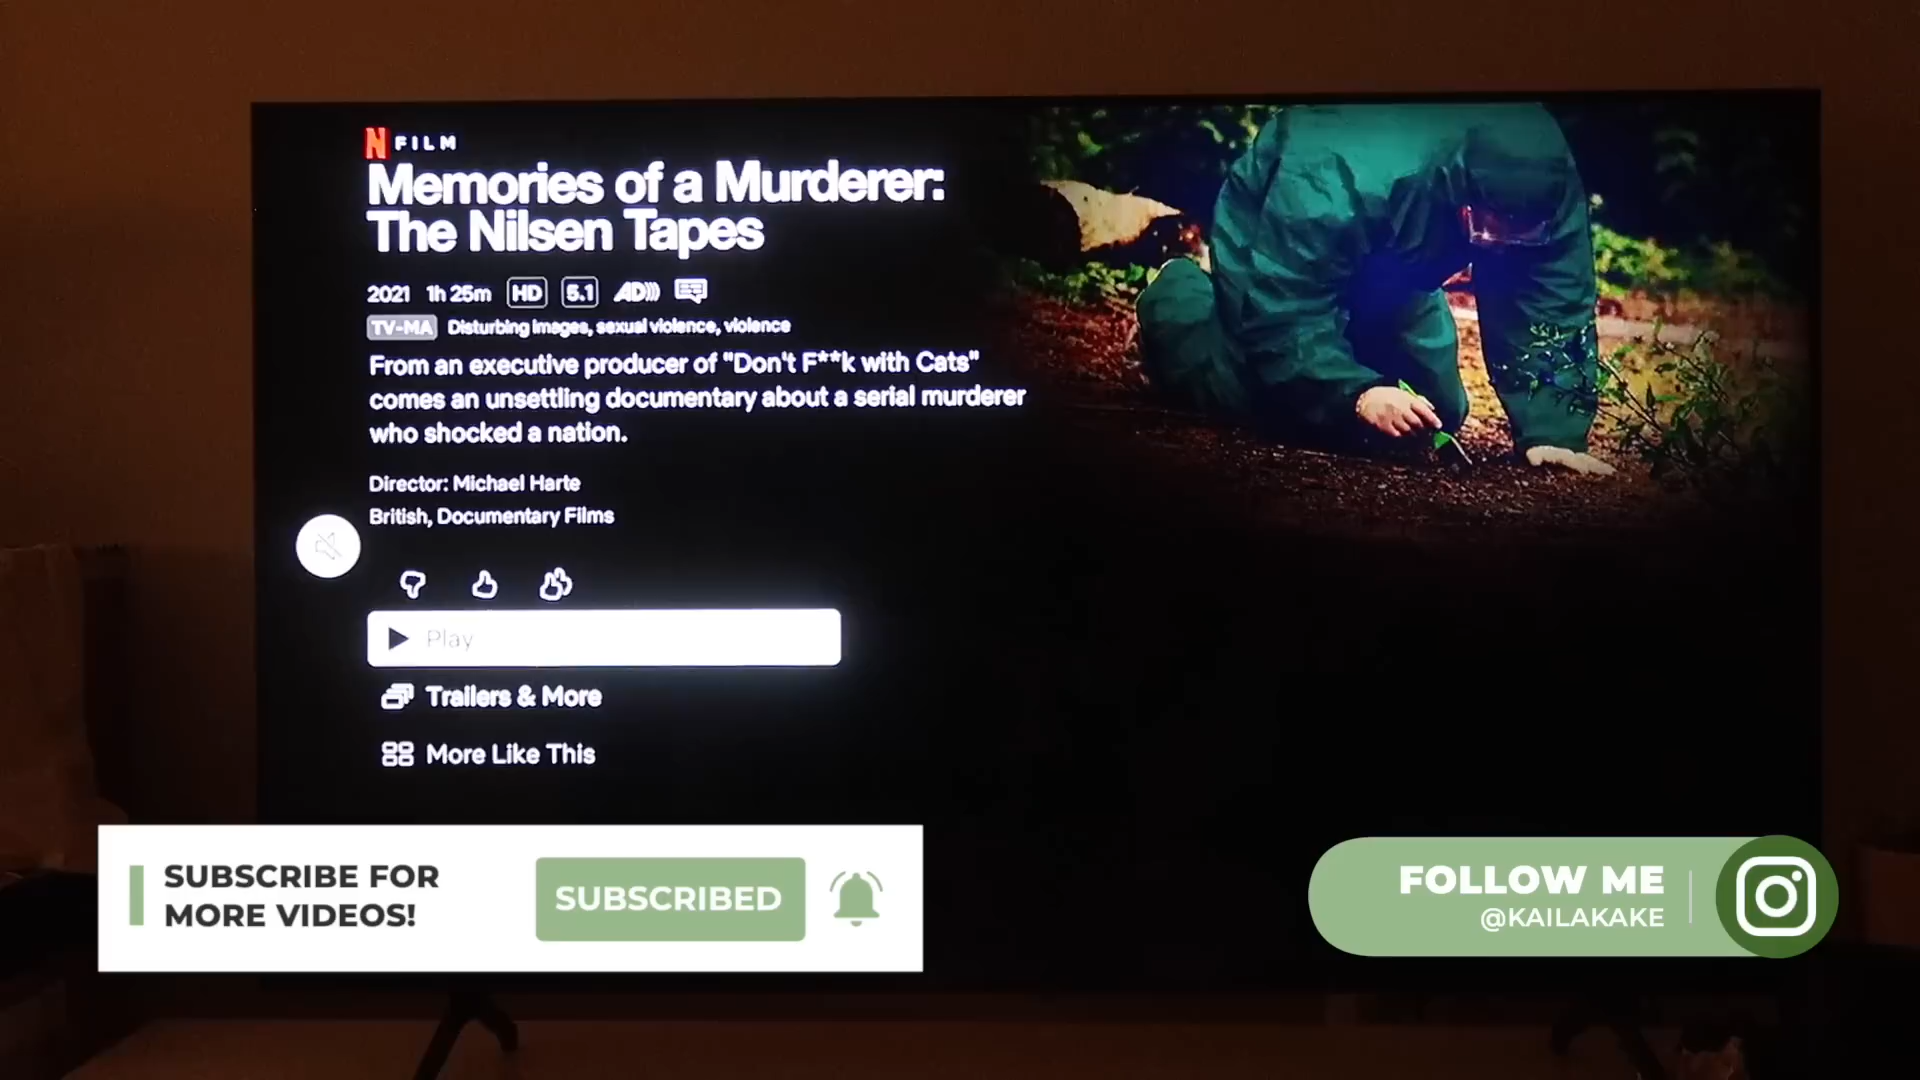 N FILM
Memories of a Murderer:
The Nilsen Tapes
2021 1h 25m HD 5.1 AD)))
TV-MA Disturbing images, sexual violence, violence
From an executive producer of "Don't F**k with Cats"
comes an unsettling documentary about a serial murderer
who shocked a nation.
Director: Michael Harte
British, Documentary Films
Play
Trailers & More
More Like This
SUBSCRIBE FOR
MORE VIDEOS!
SUBSCRIBED
FOLLOW ME
@KAILAKAKE